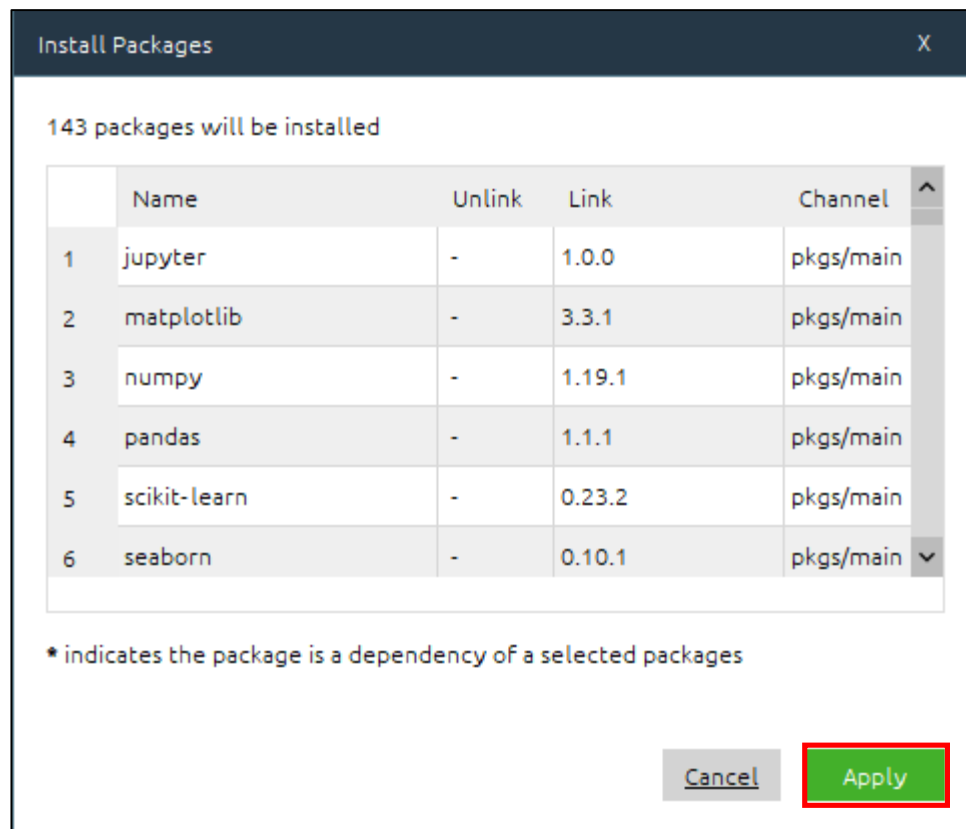 Install Packages X
143 packages will be installed
Name Unlink Link Channel
1 jupyter - 1.0.0 pkgs/main
2 matplotlib - 3.3.1 pkgs/main
3 numpy - 1.19.1 pkgs/main
4 pandas - 1.1.1 pkgs/main
5 scikit-learn - 0.23.2 pkgs/main
6 seaborn - 0.10.1 pkgs/main
* indicates the package is a dependency of a selected packages
Cancel Apply